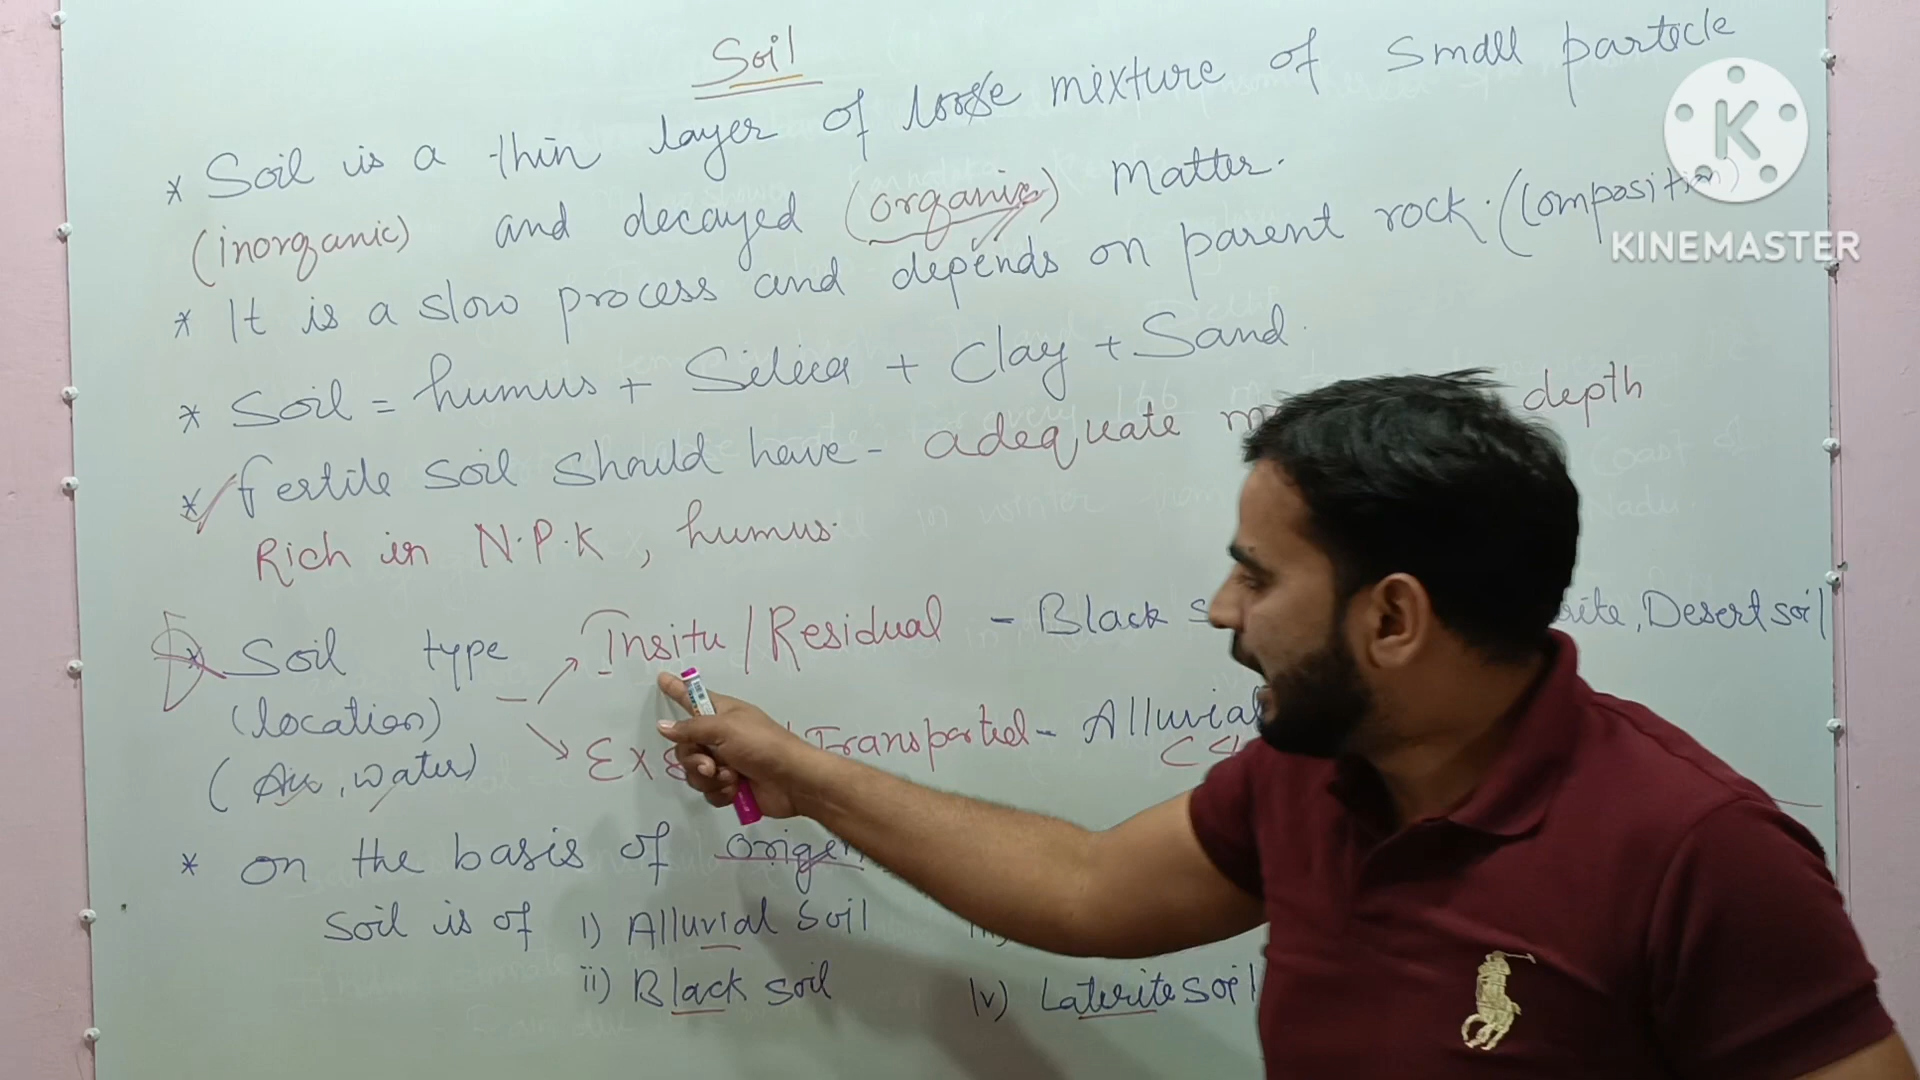 Soil
* Soil is a thin layer of loose mixture of small particle
(inorganic) and decayed (organic) Matter.
* It is a slow process and depends on parent rock. (Composition)
* Soil = humus + Silica + Clay + Sand.
* fertile soil should have - adequate depth
Rich in N.P.K, humus.
* Soil type Insitu / Residual - Black Desert soil
(location)
Transported - Alluvial
(Air, water)
* on the basis of origen
Soil is of i) Alluvial Soil
ii) Black soil
iv) Laterite soil
K
KINEMASTER